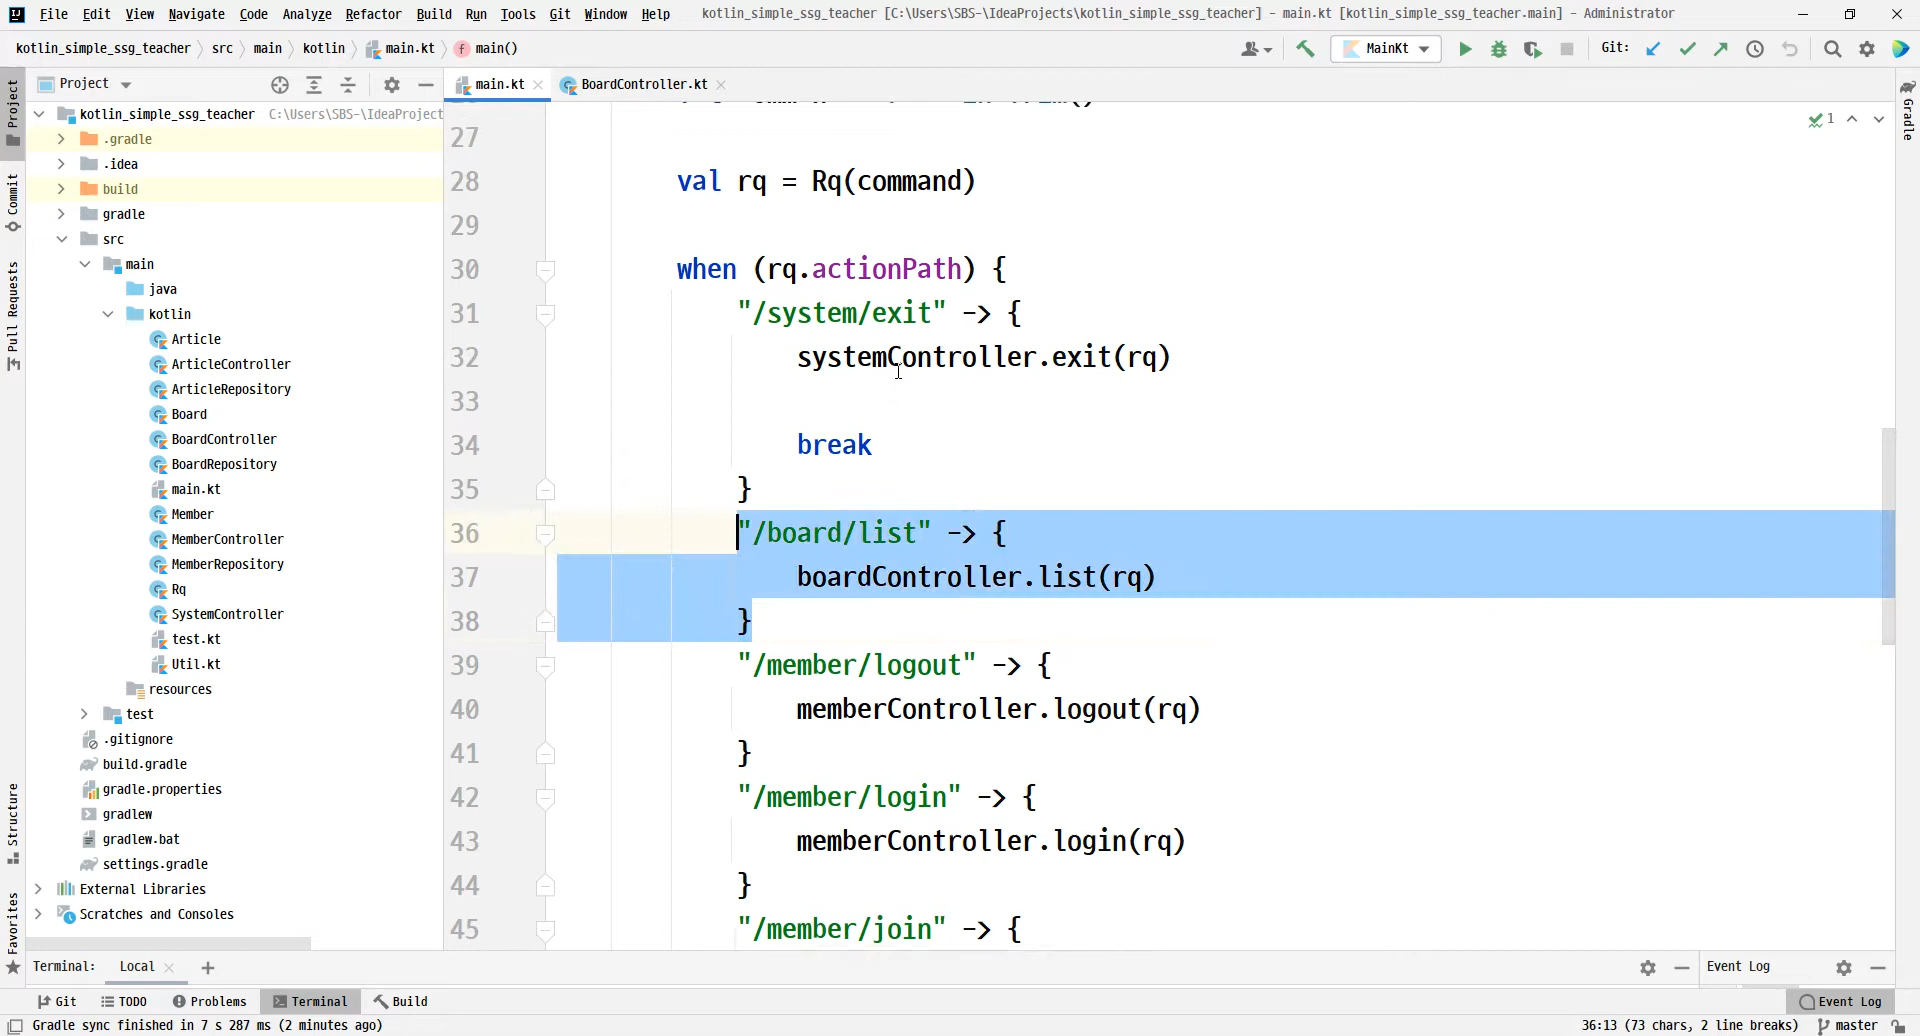 File Edit View Navigate Code Analyze Refactor Build Run Tools Git Window Help kotlin_simple_ssg_teacher [C:\Users\SBS-\IdeaProjects\kotlin_simple_ssg_teacher] - main.kt [kotlin_simple_ssg_teacher.main] - Administrator
kotlin_simple_ssg_teacher src main kotlin main.kt main() MainKt Git:
Project
main.kt
BoardController.kt
kotlin_simple_ssg_teacher C:\Users\SBS-\IdeaProject
.gradle
.idea
build
gradle
src
main
java
kotlin
Article
ArticleController
ArticleRepository
Board
BoardController
BoardRepository
main.kt
Member
MemberController
MemberRepository
Rq
SystemController
test.kt
Util.kt
resources
test
.gitignore
build.gradle
gradle.properties
gradlew
gradlew.bat
settings.gradle
External Libraries
Scratches and Consoles
Project
Commit
Pull Requests
Structure
Favorites
27
28 val rq = Rq(command)
29
30 when (rq.actionPath) {
31 "/system/exit" -> {
32 systemController.exit(rq)
33
34 break
35 }
36 "/board/list" -> {
37 boardController.list(rq)
38 }
39 "/member/logout" -> {
40 memberController.logout(rq)
41 }
42 "/member/login" -> {
43 memberController.login(rq)
44 }
45 "/member/join" -> {
1
Gradle
Terminal: Local
Event Log
Git TODO Problems Terminal Build Event Log
Gradle sync finished in 7 s 287 ms (2 minutes ago) 36:13 (73 chars, 2 line breaks) master